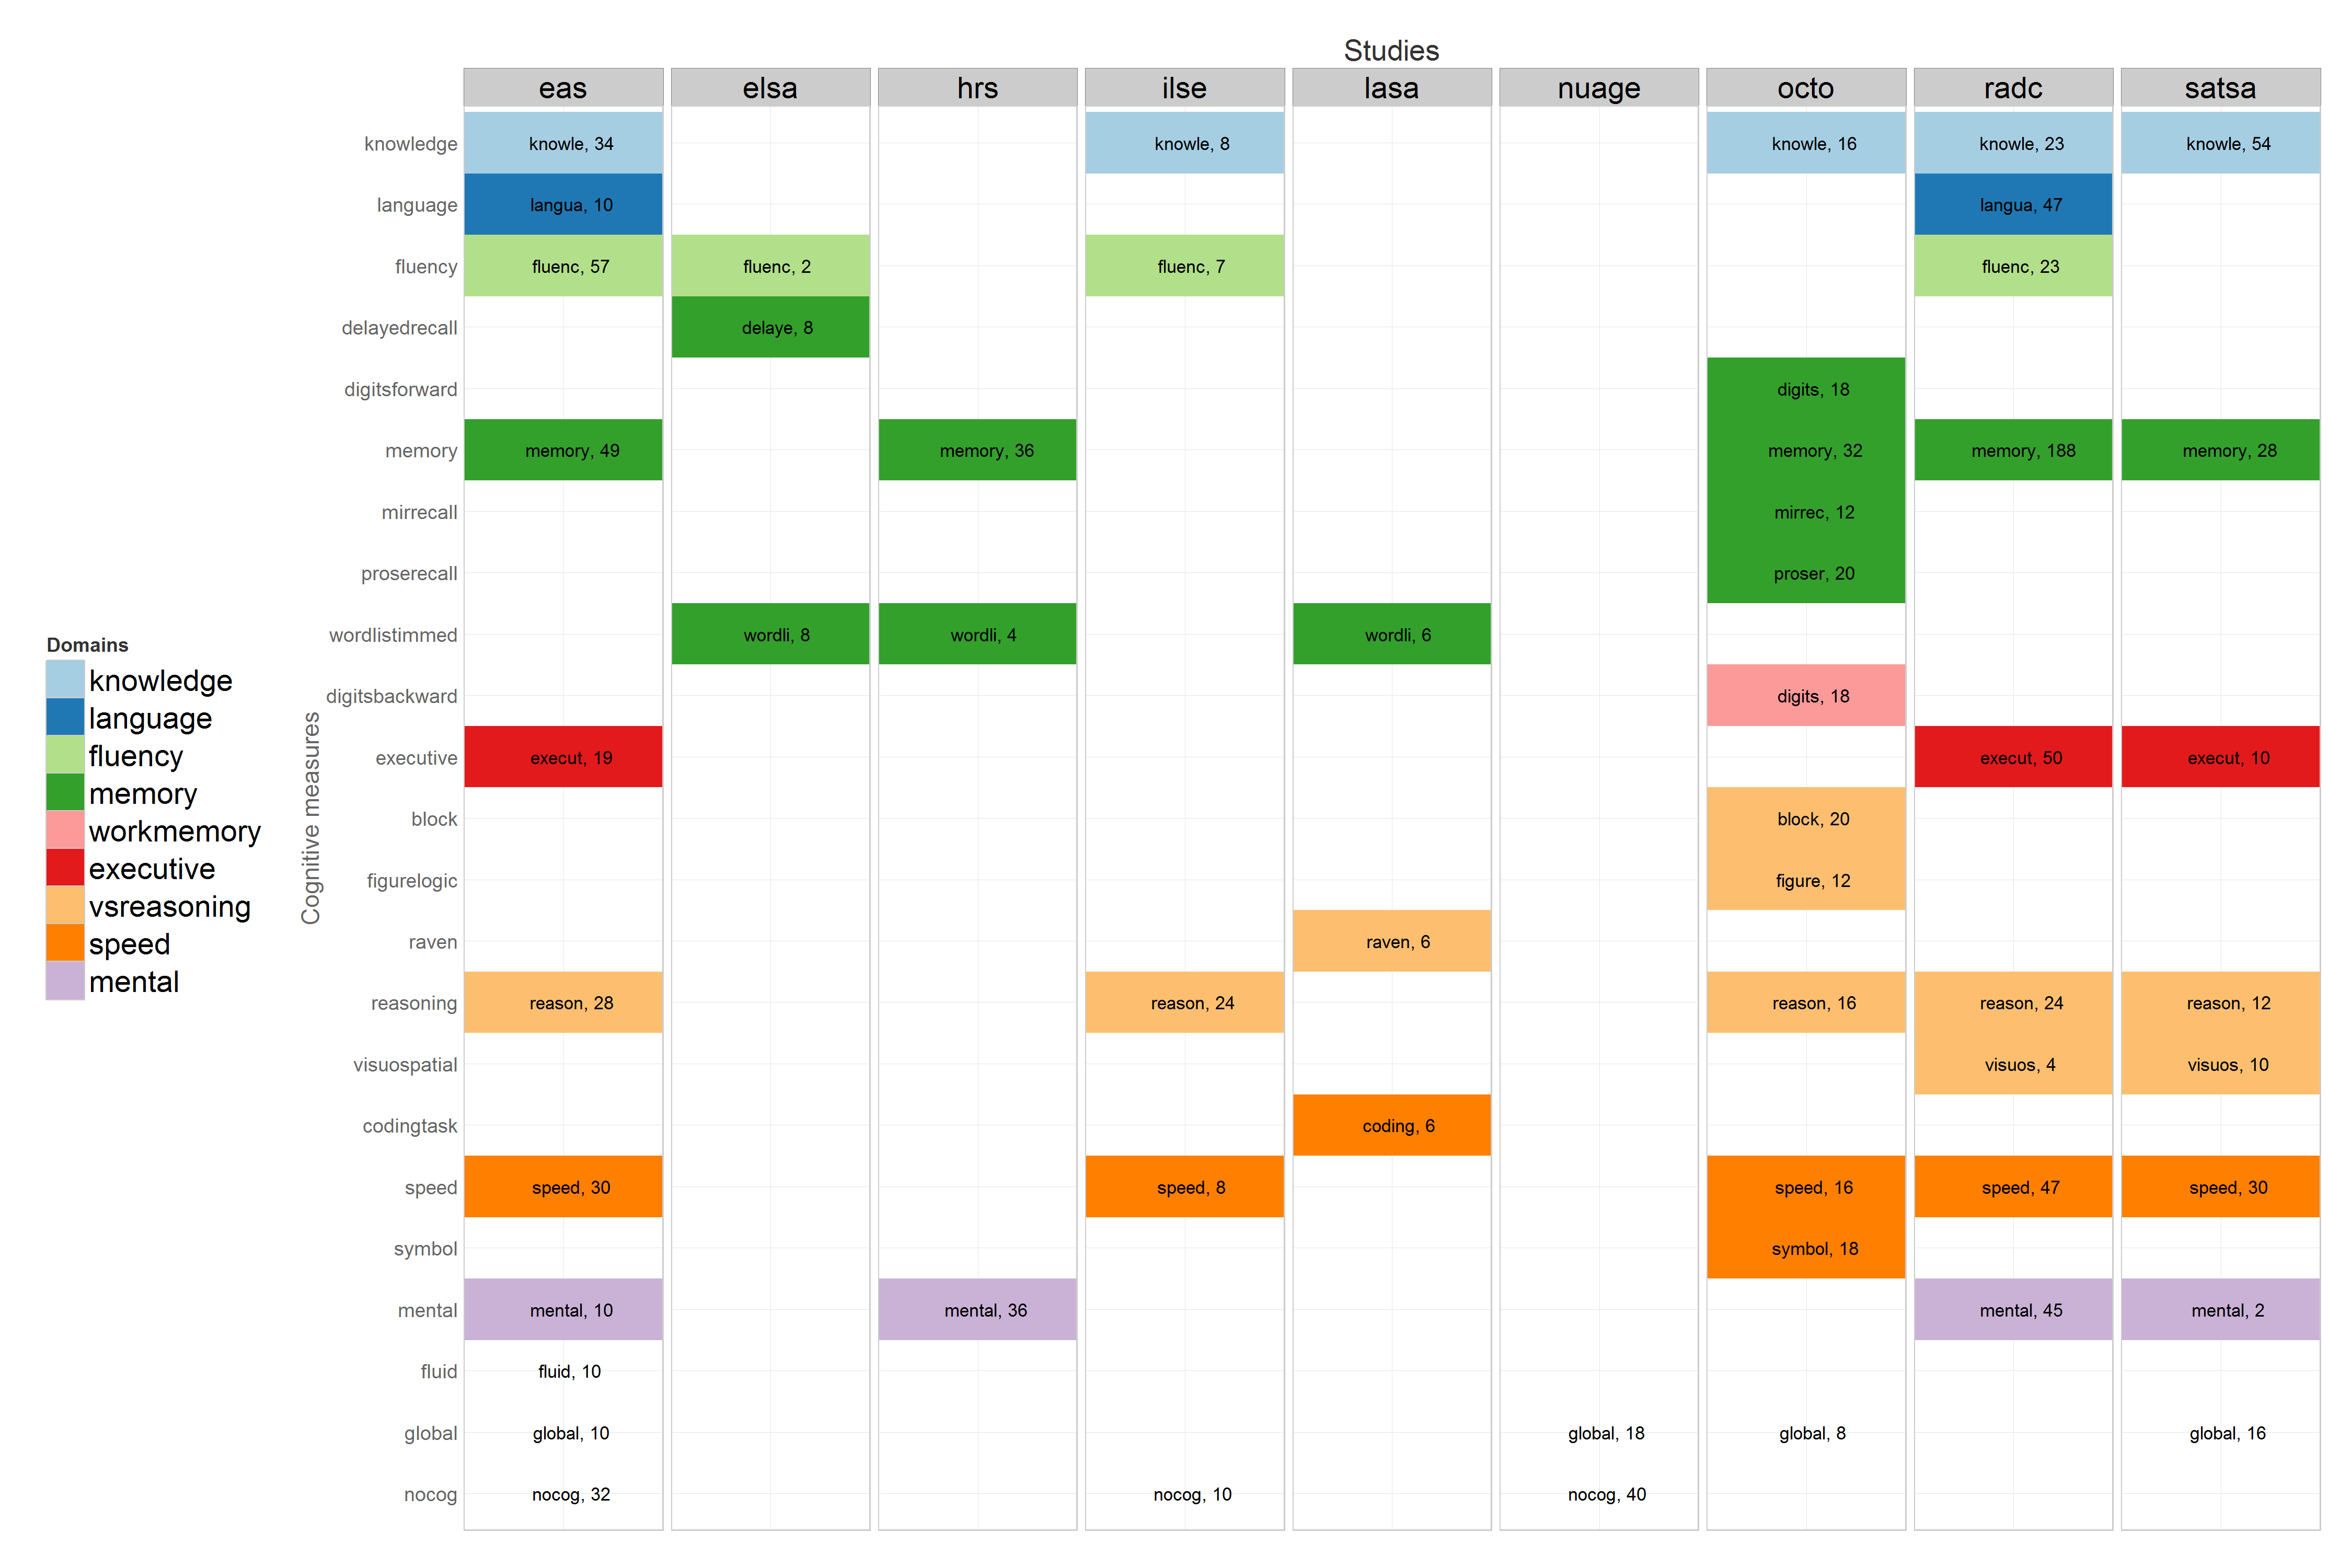 Studies
eas elsa hrs ilse lasa nuage octo radc satsa
knowledge knowle, 34 knowle, 8 knowle, 16 knowle, 23 knowle, 54
language langua, 10 langua, 47
fluency fluenc, 57 fluenc, 2 fluenc, 7 fluenc, 23
delayedrecall delaye, 8
digitsforward digits, 18
memory memory, 49 memory, 36 memory, 32 memory, 188 memory, 28
mirrecall mirrec, 12
proserecall proser, 20
wordlistimmed wordli, 8 wordli, 4 wordli, 6
digitsbackward digits, 18
executive execut, 19 execut, 50 execut, 10
block block, 20
figurelogic figure, 12
raven raven, 6
reasoning reason, 28 reason, 24 reason, 16 reason, 24 reason, 12
visuospatial visuos, 4 visuos, 10
codingtask coding, 6
speed speed, 30 speed, 8 speed, 16 speed, 47 speed, 30
symbol symbol, 18
mental mental, 10 mental, 36 mental, 45 mental, 2
fluid fluid, 10
global global, 10 global, 18 global, 8 global, 16
nocog nocog, 32 nocog, 10 nocog, 40
Cognitive measures
Domains
knowledge
language
fluency
memory
workmemory
executive
vsreasoning
speed
mental